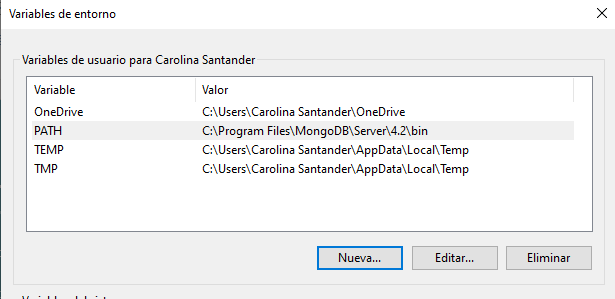 Variables de entorno
Variables de usuario para Carolina Santander
Variable Valor
OneDrive C:\Users\Carolina Santander\OneDrive
PATH C:\Program Files\MongoDB\Server\4.2\bin
TEMP C:\Users\Carolina Santander\AppData\Local\Temp
TMP C:\Users\Carolina Santander\AppData\Local\Temp
Nueva... Editar... Eliminar